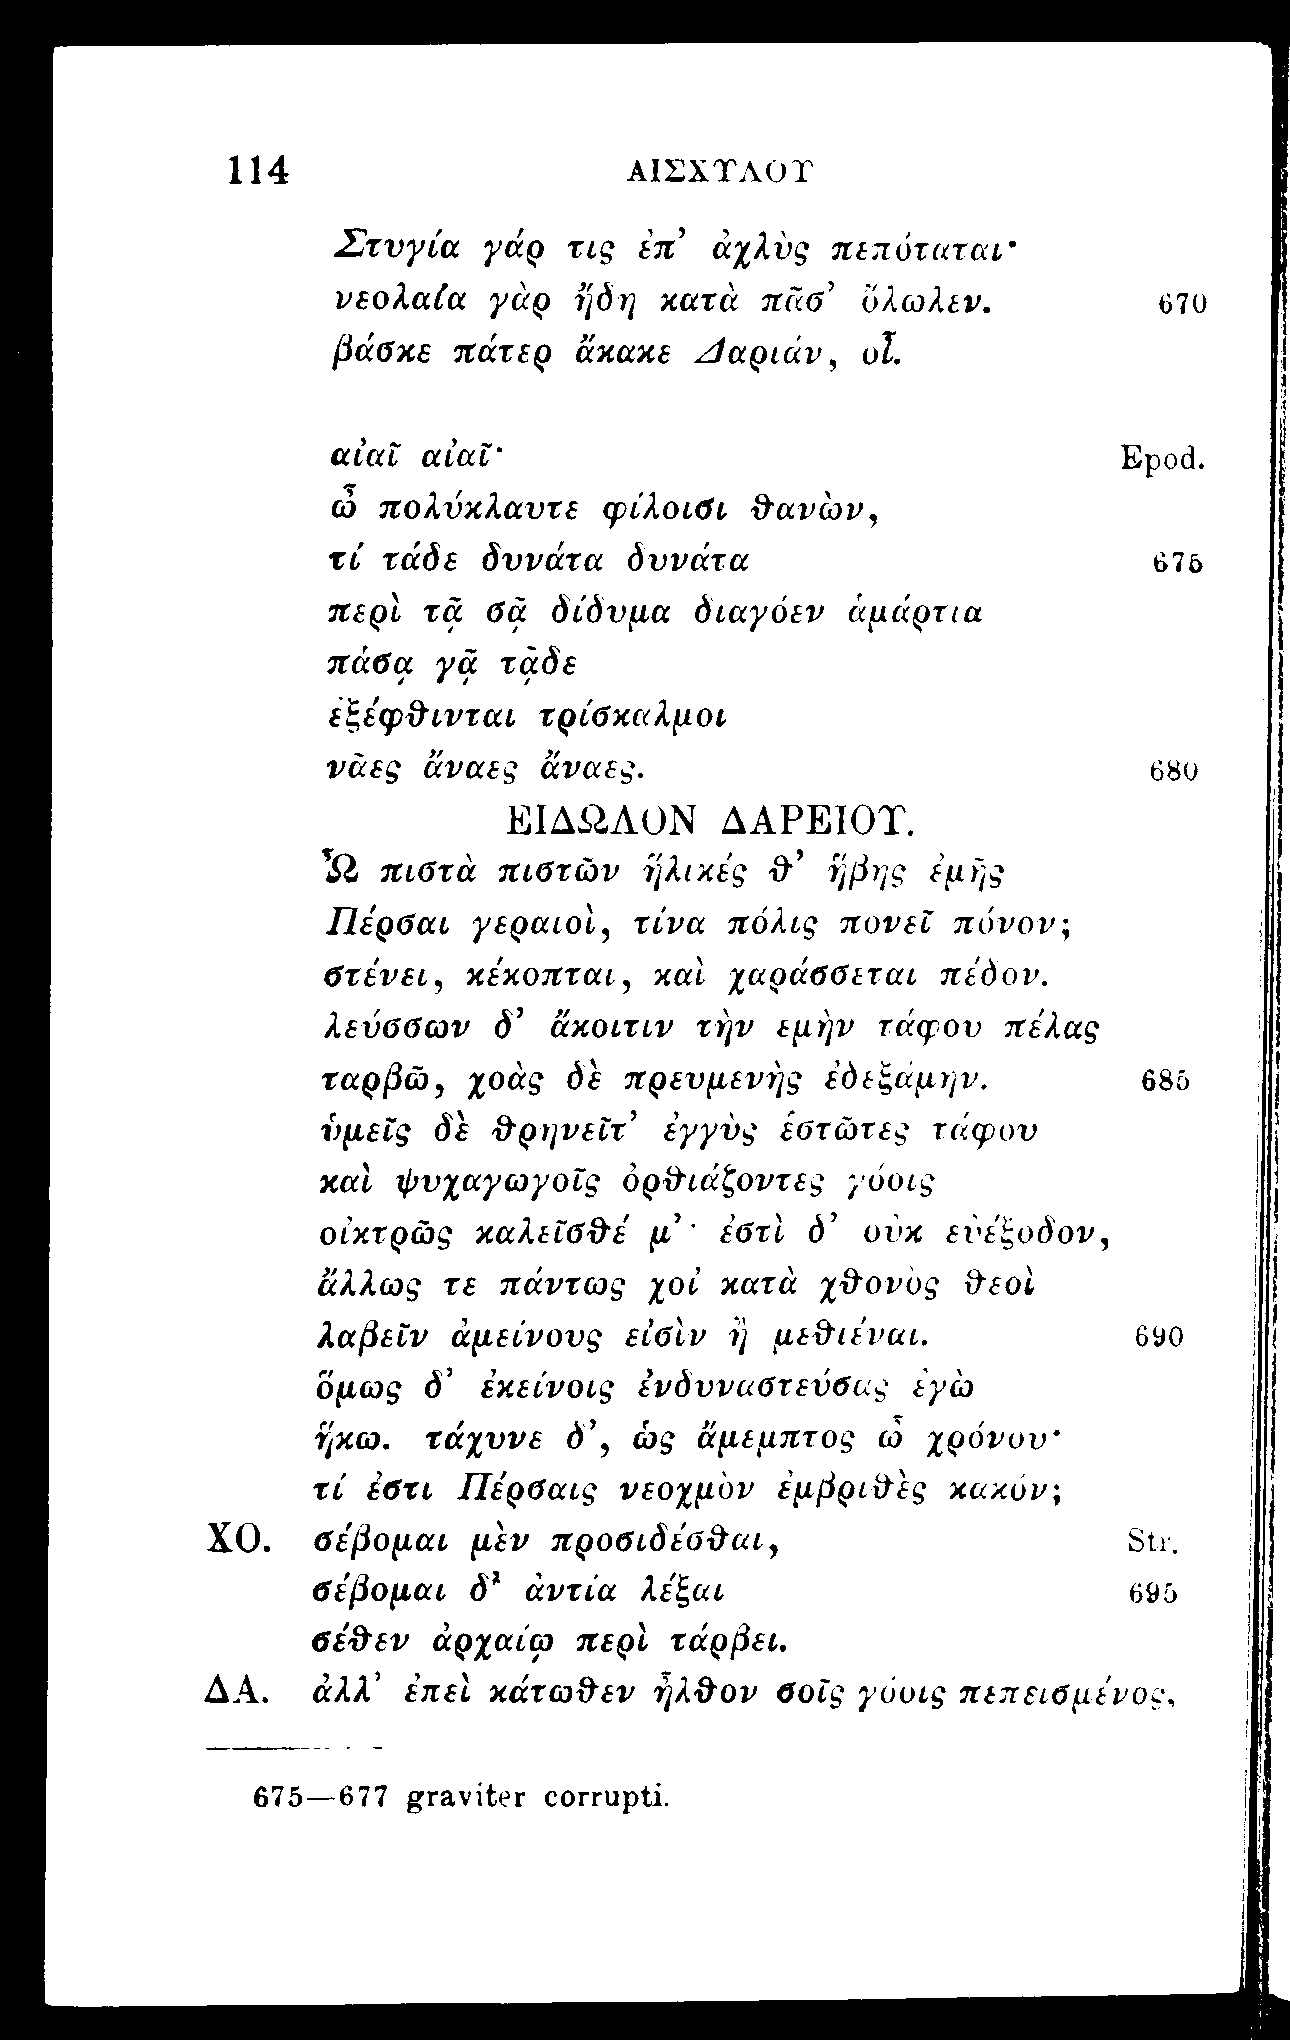 114 ΑΙΣΧΥΛΟΥ
Στυγία γάρ τις ἐπ’ ἀχλὺς πεπόταται·
νεολαία γὰρ ἤδη κατὰ πᾶσ’ ὄλωλεν. 670
βάσκε πάτερ ἄκακε Δαριάν, οἶ.
αἰαῖ αἰαῖ· Epod.
ὦ πολύκλαυτε φίλοισι θανὼν,
τί τάδε δυνάτα δυνάτα 675
περὶ τᾷ σᾷ δίδυμα διαγόεν ἁμάρτια
πάσᾳ γᾷ τᾷδε
ἐξέφθινται τρίσκαλμοι
νᾶες ἄναες ἄναες. 680
ΕΙΔΩΛΟΝ ΔΑΡΕΙΟΥ.
Ὦ πιστὰ πιστῶν ἥλικές θ’ ἥβης ἐμῆς
Πέρσαι γεραιοὶ, τίνα πόλις πονεῖ πόνον;
στένει, κέκοπται, καὶ χαράσσεται πέδον.
λεύσσων δ’ ἄκοιτιν τὴν ἐμὴν τάφου πέλας
ταρβῶ, χοὰς δὲ πρευμενὴς ἐδεξάμην. 685
ὑμεῖς δὲ θρηνεῖτ’ ἐγγὺς ἑστῶτες τάφου
καὶ ψυχαγωγοῖς ὀρθιάζοντες γόοις
οἰκτρῶς καλεῖσθέ μ’· ἐστὶ δ’ οὐκ εὐέξοδον,
ἄλλως τε πάντως χοἰ κατὰ χθονὸς θεοὶ
λαβεῖν ἀμείνους εἰσὶν ἢ μεθιέναι. 690
ὅμως δ’ ἐκείνοις ἐνδυναστεύσας ἐγὼ
ἥκω. τάχυνε δ’, ὡς ἄμεμπτος ὦ χρόνου·
τί ἐστι Πέρσαις νεοχμὸν ἐμβριθὲς κακόν;
ΧΟ. σέβομαι μὲν προσιδέσθαι, Str.
σέβομαι δ’ ἀντία λέξαι 695
σέθεν ἀρχαίῳ περὶ τάρβει.
ΔΑ. ἀλλ’ ἐπεὶ κάτωθεν ἦλθον σοῖς γόοις πεπεισμένος,
675—677 graviter corrupti.